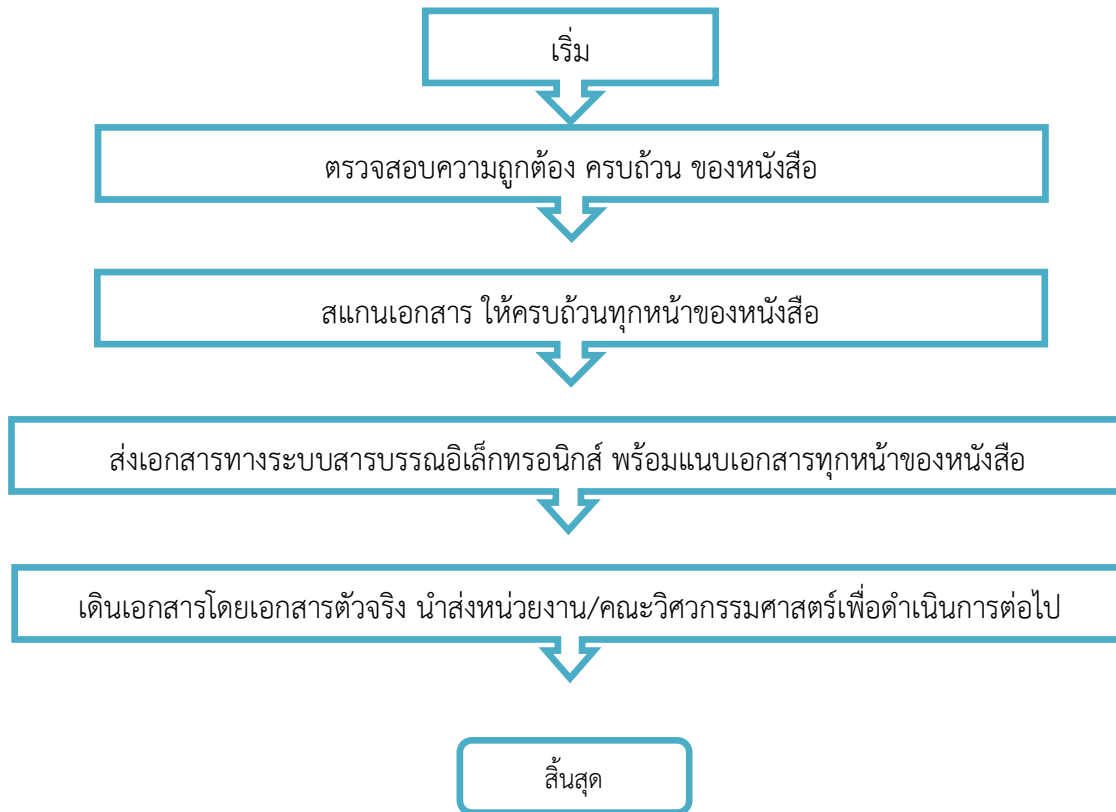 เริ่ม
ตรวจสอบความถูกต้อง ครบถ้วน ของหนังสือ
สแกนเอกสาร ให้ครบถ้วนทุกหน้าของหนังสือ
ส่งเอกสารทางระบบสารบรรณอิเล็กทรอนิกส์ พร้อมแนบเอกสารทุกหน้าของหนังสือ
เดินเอกสารโดยเอกสารตัวจริง นำส่งหน่วยงาน/คณะวิศวกรรมศาสตร์เพื่อดำเนินการต่อไป
สิ้นสุด